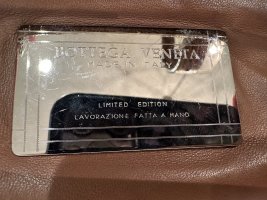 BOTTEGA VENETA
MADE IN ITALY
LIMITED EDITION
LAVORAZIONE FATTA A MANO